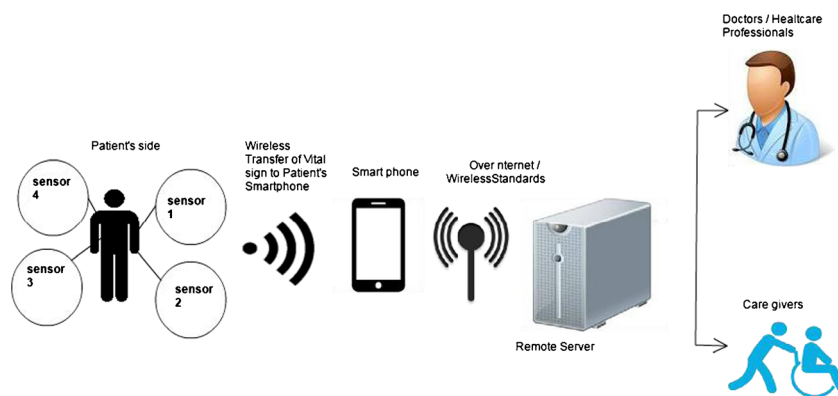 Doctors / Healtcare
Professionals
Patient's side
Wireless
Transfer of Vital
sign to Patient's
Smartphone
Smart phone
Over nternet /
WirelessStandards
sensor
4
sensor
1
sensor
3
sensor
2
Remote Server
Care givers